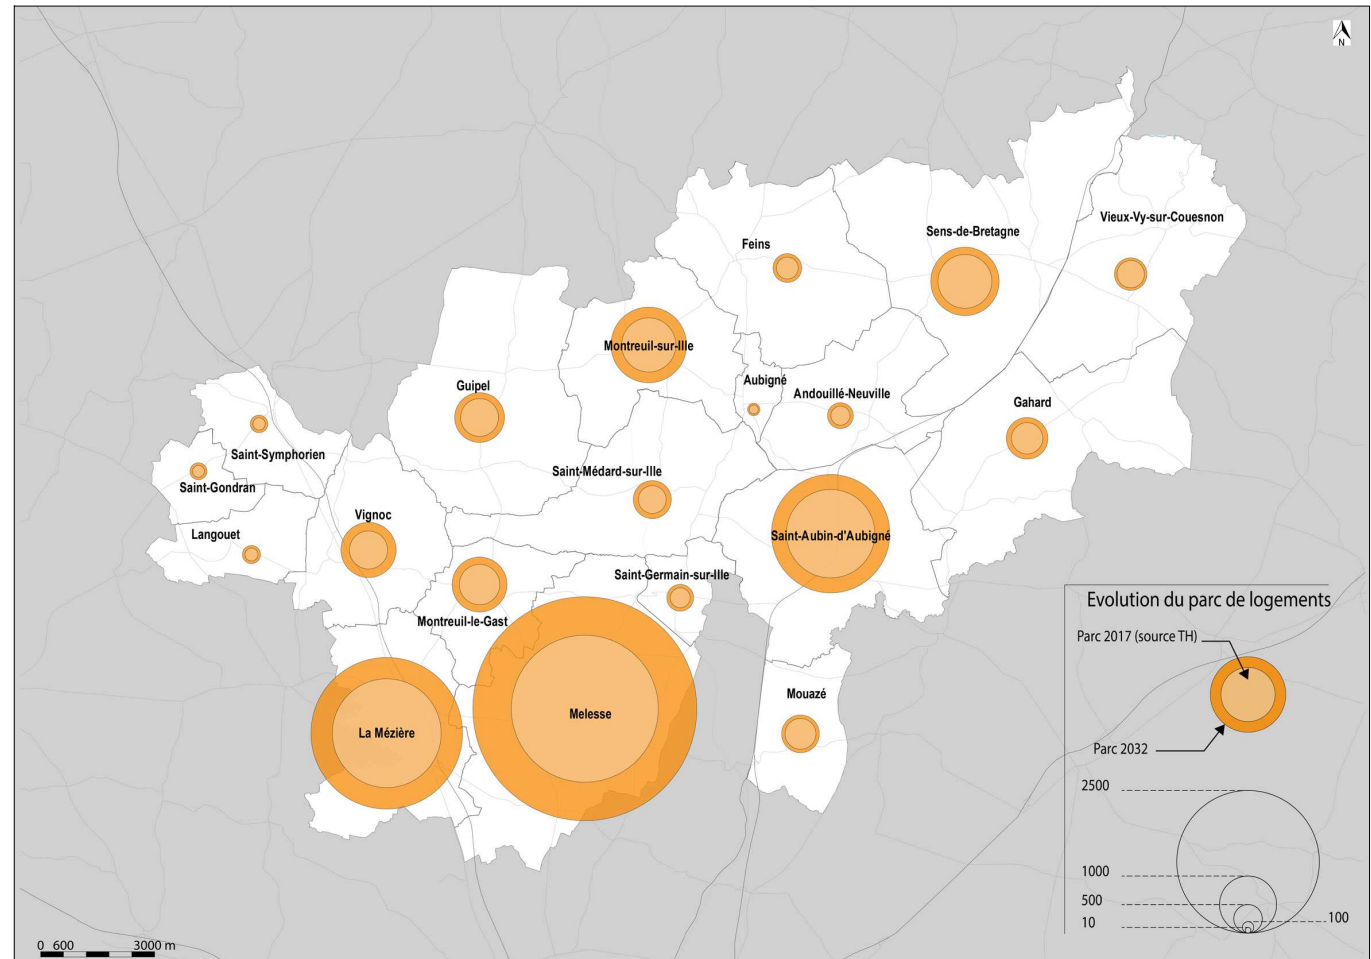 N
Vieux-Vy-sur-Couesnon
Sens-de-Bretagne
Feins
Montreuil-sur-Ille
Aubigné
Guipel
Andouillé-Neuville
Gahard
Saint-Symphorien
Saint-Médard-sur-Ille
Saint-Gondran
Vignoc
Langouet
Saint-Aubin-d'Aubigné
Saint-Germain-sur-Ille
Montreuil-le-Gast
Mouazé
Melesse
La Mézière
Evolution du parc de logements
Parc 2017 (source TH)
Parc 2032
2500
1000
500
100
10
0 600 3000 m